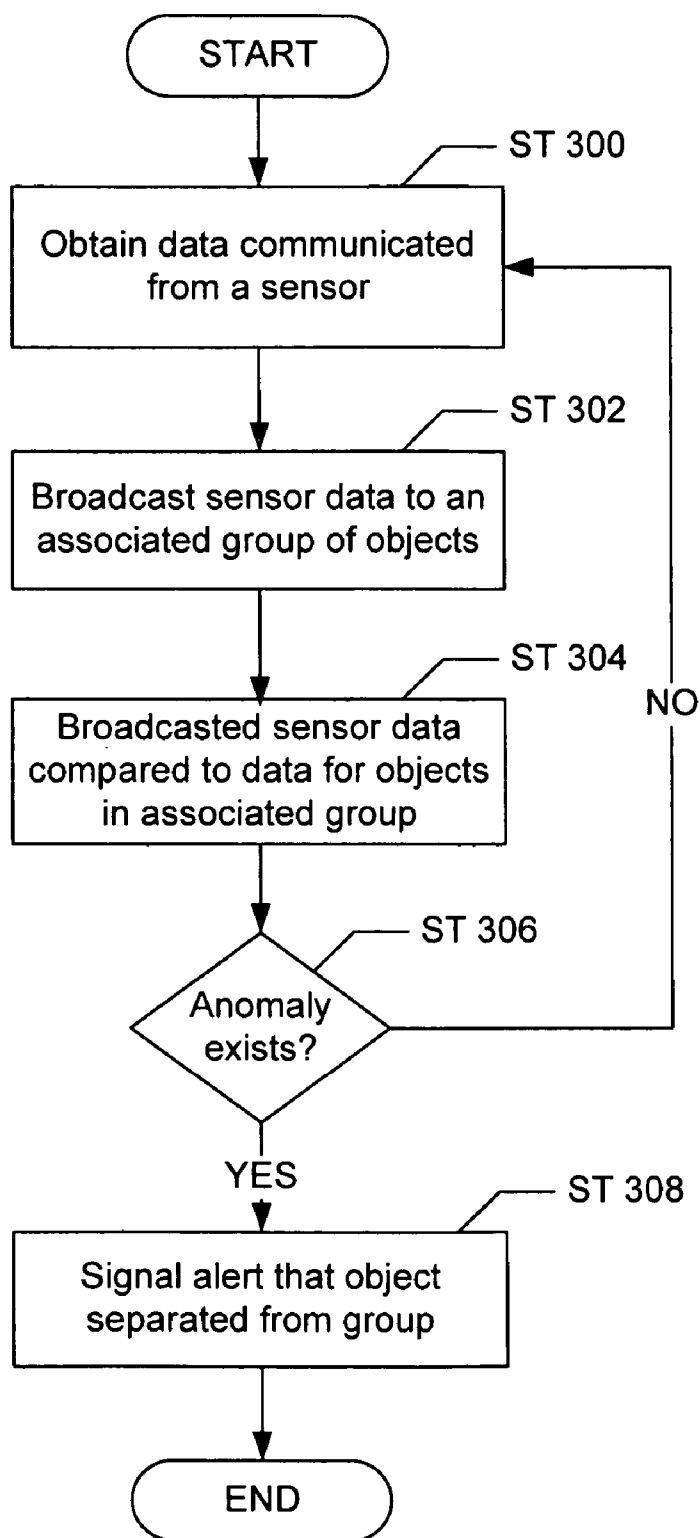 START
ST 300
Obtain data communicated
from a sensor
ST 302
Broadcast sensor data to an
associated group of objects
ST 304
Broadcasted sensor data
compared to data for objects
in associated group
NO
ST 306
Anomaly
exists?
YES
ST 308
Signal alert that object
separated from group
END